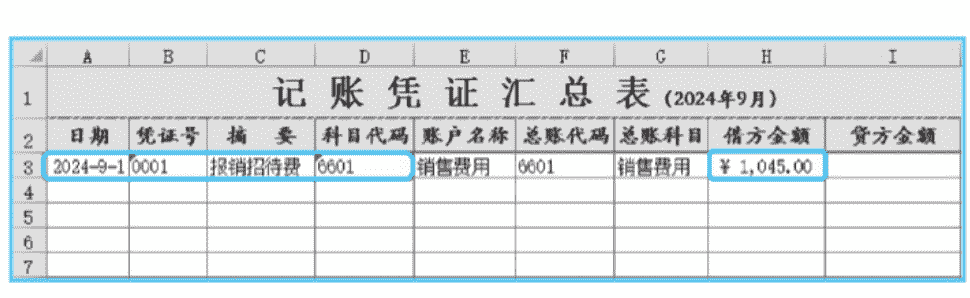 A B C D E F G H I
1 记账凭证汇总表(2024年9月)
2 日期 凭证号 摘 要 科目代码 账户名称 总账代码 总账科目 借方金额 贷方金额
3 2024-9-1 0001 报销招待费 6601 销售费用 6601 销售费用 ¥ 1,045.00
4
5
6
7